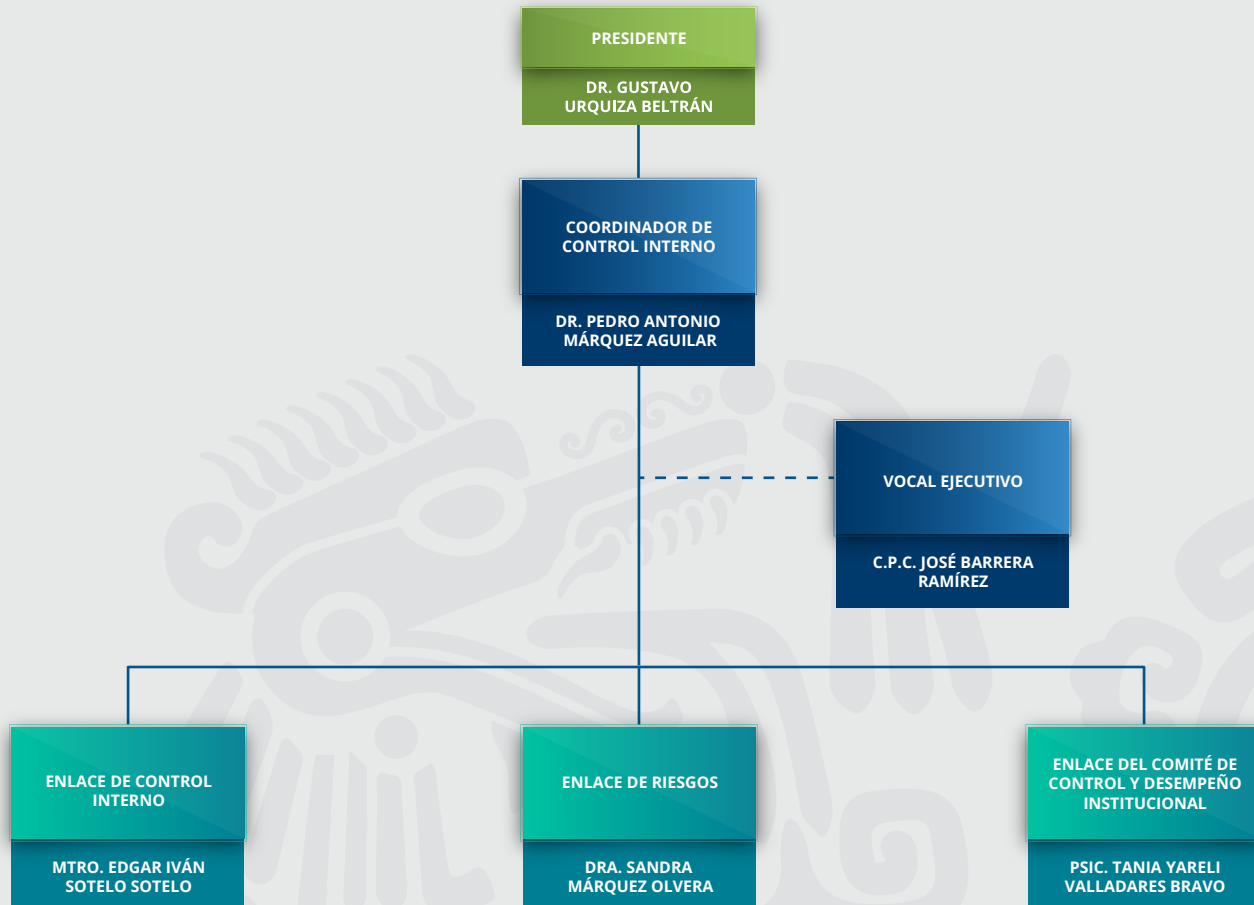 PRESIDENTE
DR. GUSTAVO
URQUIZA BELTRÁN
COORDINADOR DE
CONTROL INTERNO
DR. PEDRO ANTONIO
MÁRQUEZ AGUILAR
VOCAL EJECUTIVO
C.P.C. JOSÉ BARRERA
RAMÍREZ
ENLACE DE CONTROL
INTERNO
MTRO. EDGAR IVÁN
SOTELO SOTELO
ENLACE DE RIESGOS
DRA. SANDRA
MÁRQUEZ OLVERA
ENLACE DEL COMITÉ DE
CONTROL Y DESEMPEÑO
INSTITUCIONAL
PSIC. TANIA YARELI
VALLADARES BRAVO